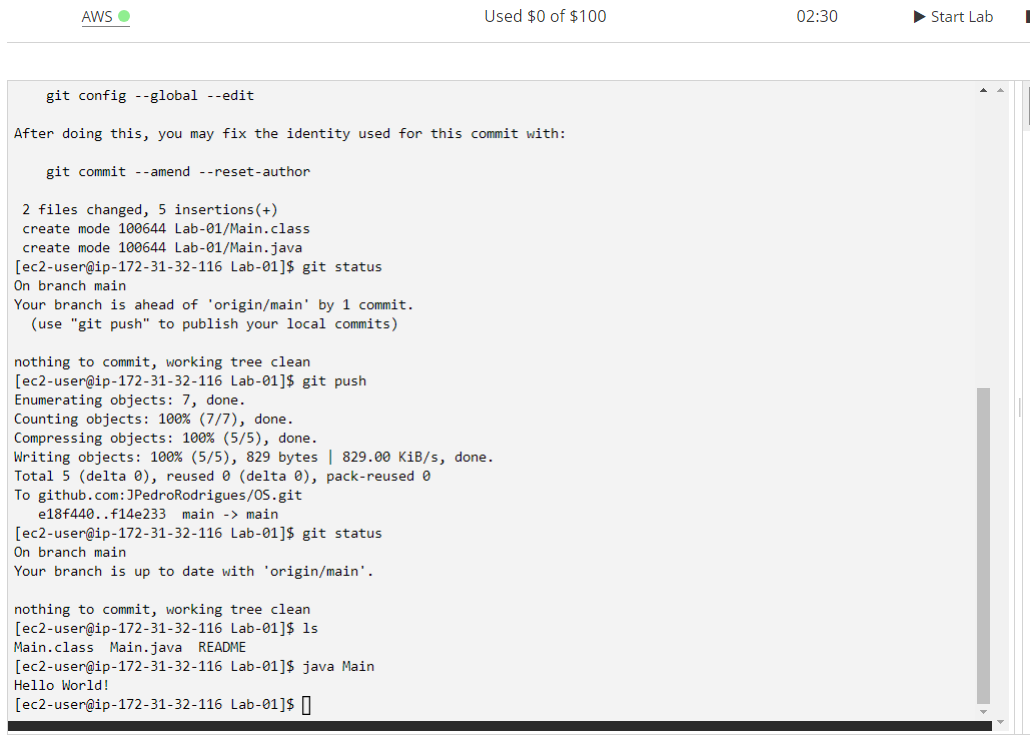 AWS Used $0 of $100 02:30 Start Lab
git config --global --edit
After doing this, you may fix the identity used for this commit with:
git commit --amend --reset-author
2 files changed, 5 insertions(+)
create mode 100644 Lab-01/Main.class
create mode 100644 Lab-01/Main.java
[ec2-user@ip-172-31-32-116 Lab-01]$ git status
On branch main
Your branch is ahead of 'origin/main' by 1 commit.
(use "git push" to publish your local commits)
nothing to commit, working tree clean
[ec2-user@ip-172-31-32-116 Lab-01]$ git push
Enumerating objects: 7, done.
Counting objects: 100% (7/7), done.
Compressing objects: 100% (5/5), done.
Writing objects: 100% (5/5), 829 bytes | 829.00 KiB/s, done.
Total 5 (delta 0), reused 0 (delta 0), pack-reused 0
To github.com:JPedroRodrigues/OS.git
e18f440..f14e233  main -> main
[ec2-user@ip-172-31-32-116 Lab-01]$ git status
On branch main
Your branch is up to date with 'origin/main'.
nothing to commit, working tree clean
[ec2-user@ip-172-31-32-116 Lab-01]$ ls
Main.class  Main.java  README
[ec2-user@ip-172-31-32-116 Lab-01]$ java Main
Hello World!
[ec2-user@ip-172-31-32-116 Lab-01]$